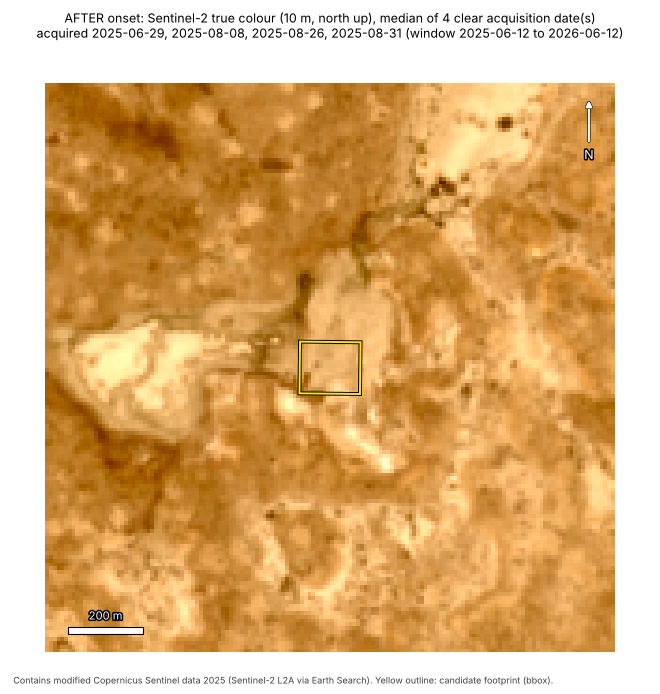 AFTER onset: Sentinel-2 true colour (10 m, north up), median of 4 clear acquisition date(s)
acquired 2025-06-29, 2025-08-08, 2025-08-26, 2025-08-31 (window 2025-06-12 to 2026-06-12)
N
200 m
Contains modified Copernicus Sentinel data 2025 (Sentinel-2 L2A via Earth Search). Yellow outline: candidate footprint (bbox).